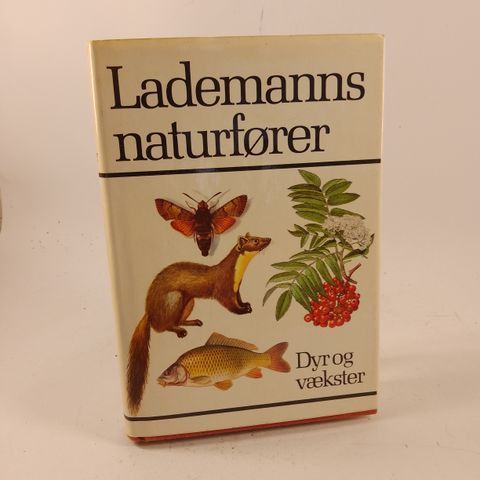 Lademanns
naturfører
Dyr og
vækster